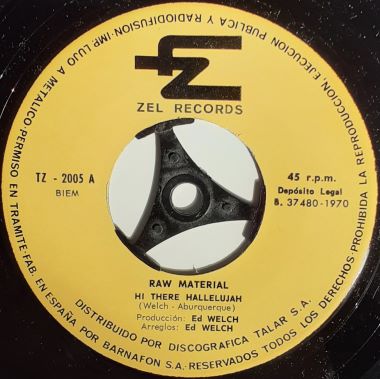 ZEL RECORDS
TZ - 2005 A
BIEM
45 r.p.m.
Depósito Legal
B. 37480-1970
RAW MATERIAL
HI THERE HALLELUJAH
(Welch - Aburquerque)
Producción: Ed WELCH
Arreglos: Ed WELCH
DISTRIBUIDO POR DISCOGRAFICA TALAR S.A.
IMP. LUJO A METALICO-PERMISO EN TRAMITE-FAB. EN ESPAÑA POR BARNAFON S.A.-RESERVADOS TODOS LOS DERECHOS-PROHIBIDA LA REPRODUCCION, EJECUCION PUBLICA Y RADIODIFUSION